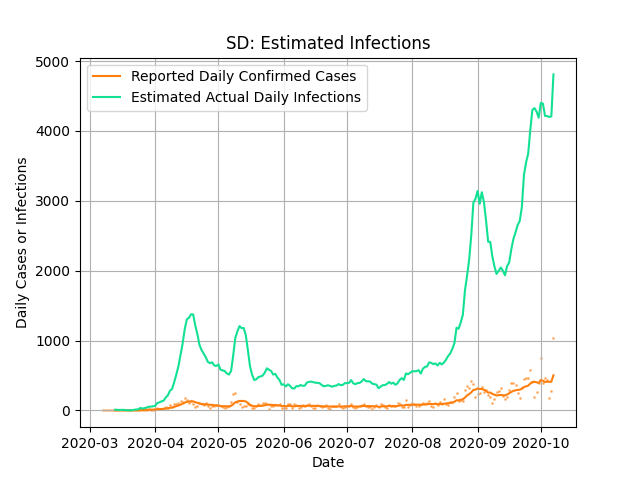 SD: Estimated Infections
Reported Daily Confirmed Cases
Estimated Actual Daily Infections
Daily Cases or Infections
5000
4000
3000
2000
1000
0
2020-03 2020-04 2020-05 2020-06 2020-07 2020-08 2020-09 2020-10
Date